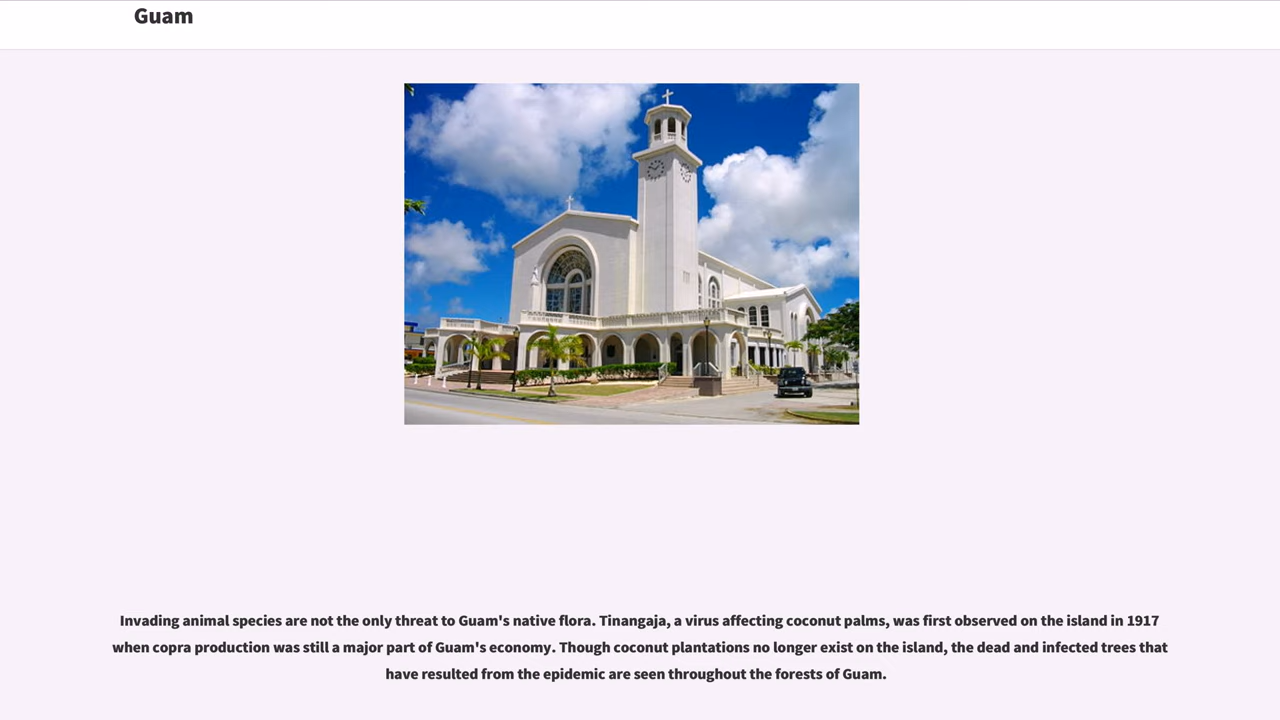 Guam
Invading animal species are not the only threat to Guam's native flora. Tinangaja, a virus affecting coconut palms, was first observed on the island in 1917
when copra production was still a major part of Guam's economy. Though coconut plantations no longer exist on the island, the dead and infected trees that
have resulted from the epidemic are seen throughout the forests of Guam.